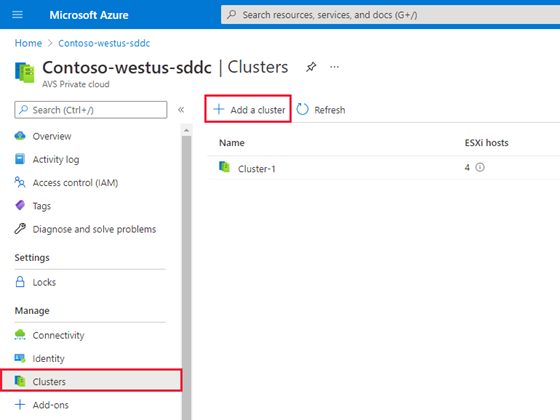 Microsoft Azure
Search resources, services, and docs (G+/)
Home > Contoso-westus-sddc
Contoso-westus-sddc | Clusters
AVS Private cloud
Search (Ctrl+/)
«
+ Add a cluster
Refresh
Overview
Activity log
Access control (IAM)
Tags
Diagnose and solve problems
Settings
Locks
Manage
Connectivity
Identity
Clusters
+ Add-ons
Name ESXi hosts
Cluster-1 4